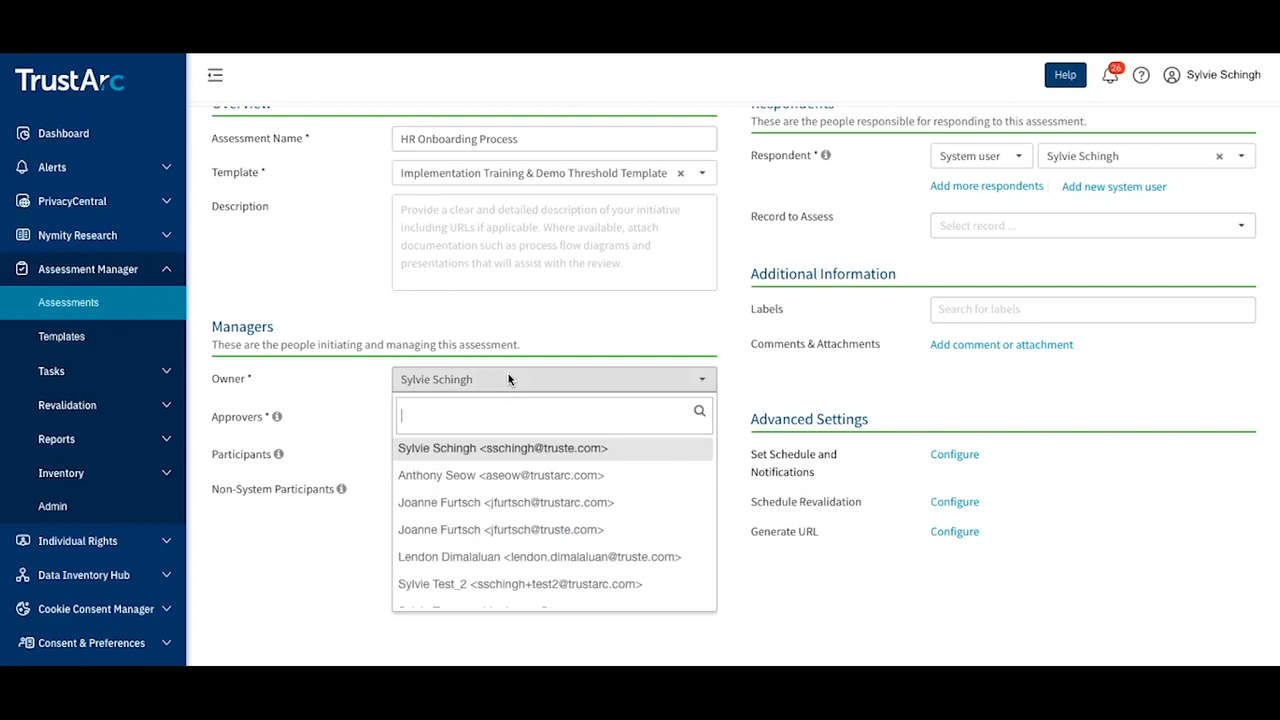 TrustArc
Help
26
Sylvie Schingh
Dashboard
Alerts
PrivacyCentral
Nymity Research
Assessment Manager
Assessments
Templates
Tasks
Revalidation
Reports
Inventory
Admin
Individual Rights
Data Inventory Hub
Cookie Consent Manager
Consent & Preferences
Overview
Assessment Name *
HR Onboarding Process
Template *
Implementation Training & Demo Threshold Template
Description
Provide a clear and detailed description of your initiative
including URLs if applicable. Where available, attach
documentation such as process flow diagrams and
presentations that will assist with the review.
Managers
These are the people initiating and managing this assessment.
Owner *
Sylvie Schingh
Approvers *
Participants
Non-System Participants
Sylvie Schingh <sschingh@truste.com>
Anthony Seow <aseow@trustarc.com>
Joanne Furtsch <jfurtsch@trustarc.com>
Joanne Furtsch <jfurtsch@truste.com>
Lendon Dimalaluan <lendon.dimalaluan@truste.com>
Sylvie Test_2 <sschingh+test2@trustarc.com>
Respondents
These are the people responsible for responding to this assessment.
Respondent *
System user
Sylvie Schingh
Add more respondents
Add new system user
Record to Assess
Select record ...
Additional Information
Labels
Search for labels
Comments & Attachments
Add comment or attachment
Advanced Settings
Set Schedule and
Notifications
Configure
Schedule Revalidation
Configure
Generate URL
Configure